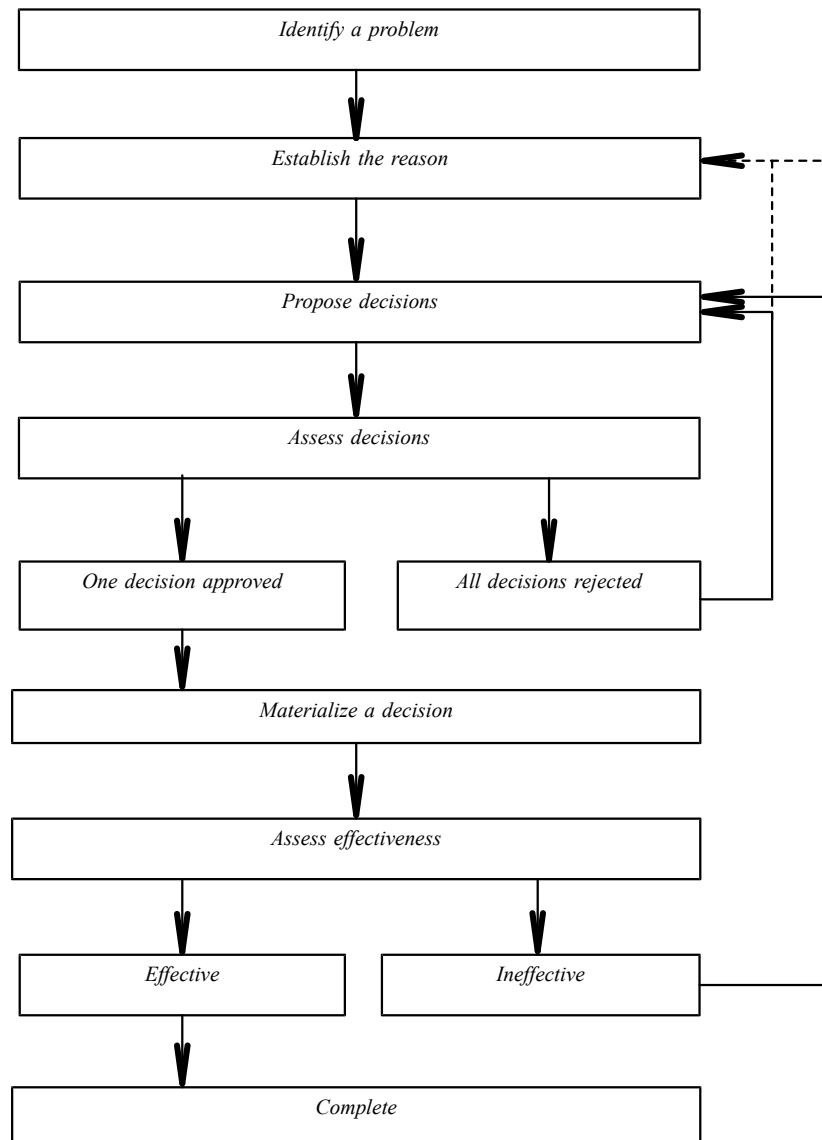 Identify a problem
Establish the reason
Propose decisions
Assess decisions
One decision approved
All decisions rejected
Materialize a decision
Assess effectiveness
Effective
Ineffective
Complete